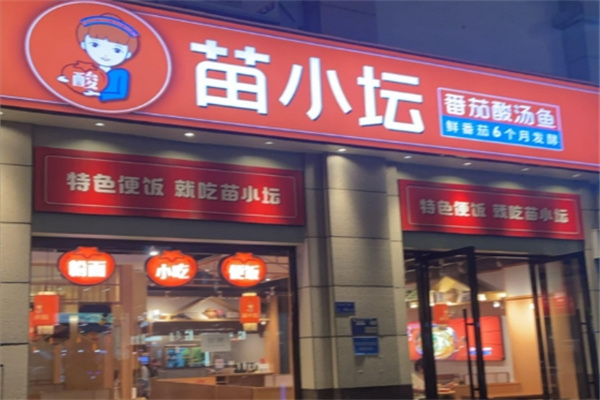 酸
苗小坛
番茄酸汤鱼
鲜番茄6个月发酵
特色便饭 就吃苗小坛
特色便饭 就吃苗小坛
小吃
便饭